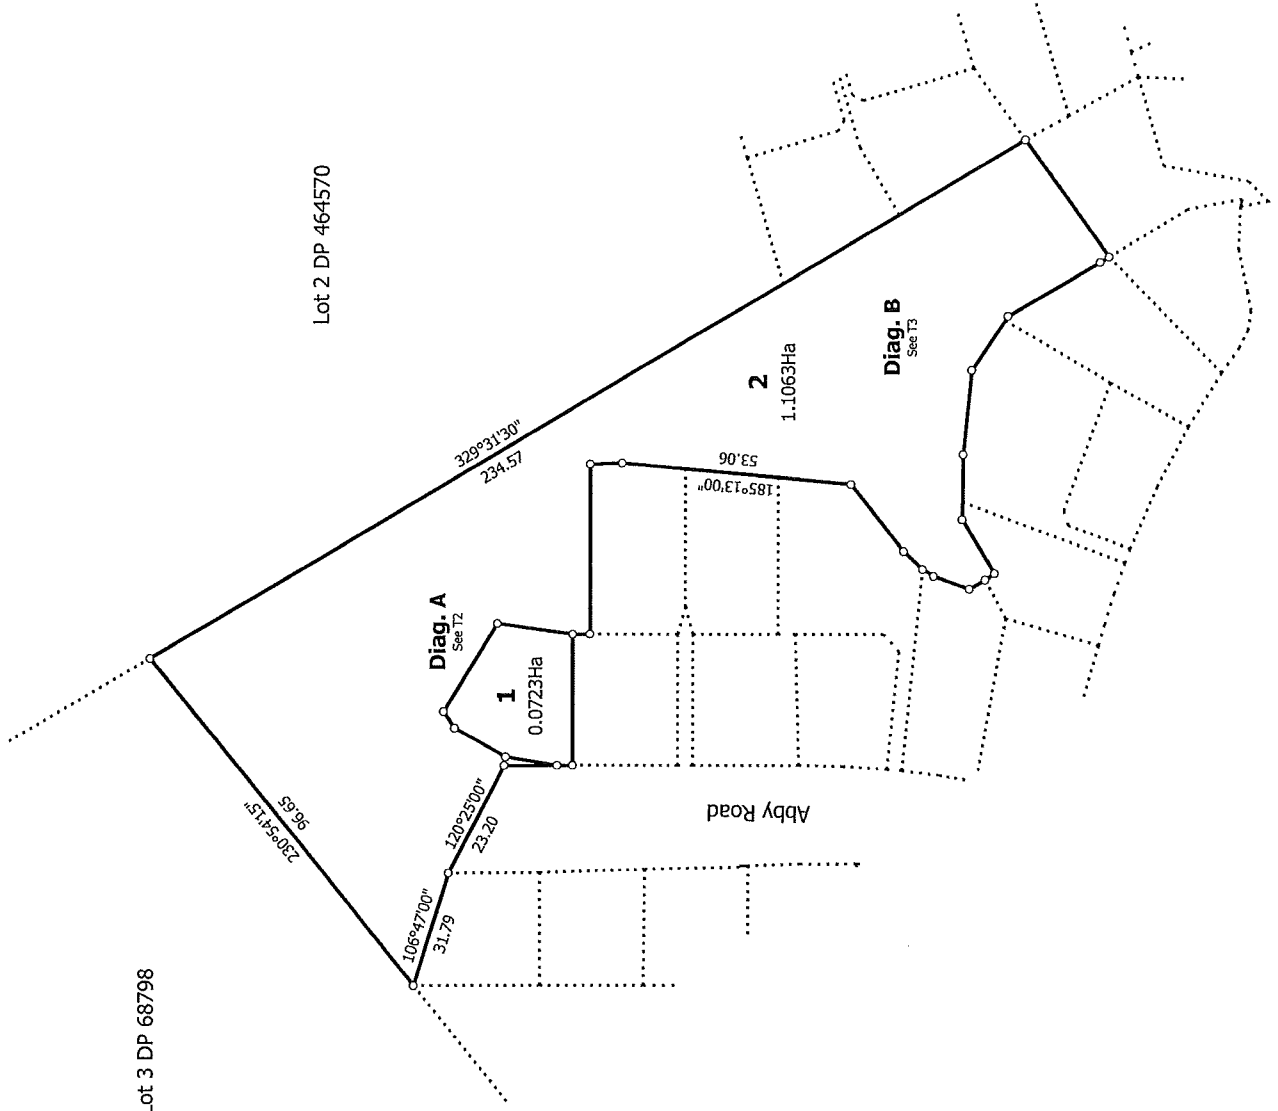 Lot 2 DP 464570
329°31'30"
234.57
Diag. A
See T2
1
0.0723Ha
2
1.1063Ha
Diag. B
See T3
53.06
185°13'00"
230°54'15"
96.65
120°25'00"
23.20
106°47'00"
31.79
Abby Road
Lot 3 DP 68798